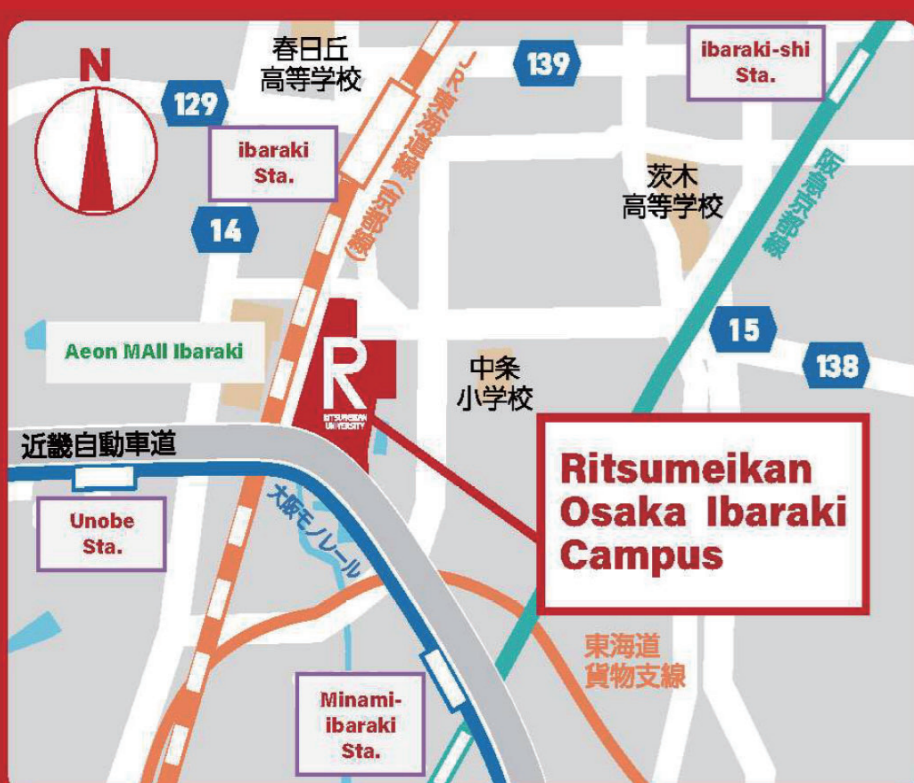 春日丘
高等学校
N
129
139
ibaraki-shi
Sta.
JR東海道線(京都線)
ibaraki
Sta.
茨木
高等学校
阪急京都線
14
Aeon MAll Ibaraki
R
RITSUMEIKAN
UNIVERSITY
中条
小学校
15
138
近畿自動車道
Ritsumeikan
Osaka Ibaraki
Campus
Unobe
Sta.
大阪モノレール
東海道
貨物支線
Minami-
ibaraki
Sta.